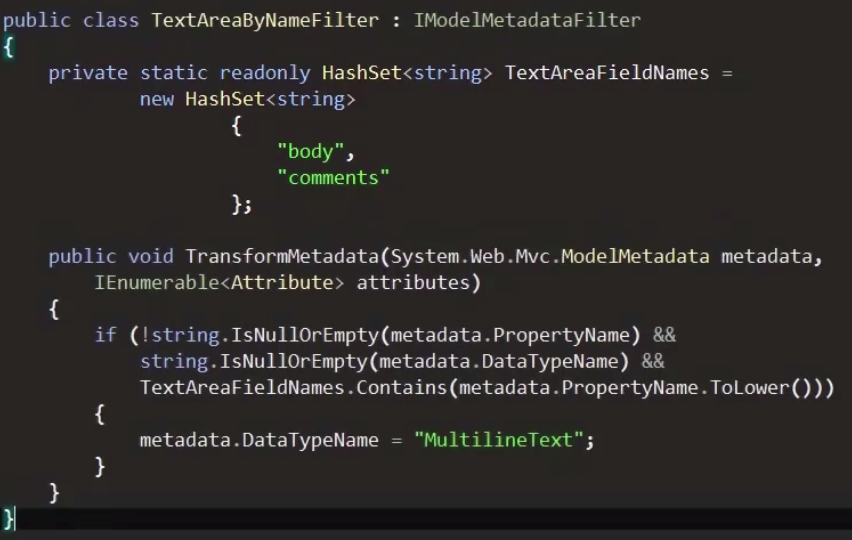 public class TextAreaByNameFilter : IModelMetadataFilter
{
    private static readonly HashSet<string> TextAreaFieldNames =
            new HashSet<string>
                    {
                        "body",
                        "comments"
                    };

    public void TransformMetadata(System.Web.Mvc.ModelMetadata metadata,
        IEnumerable<Attribute> attributes)
    {
        if (!string.IsNullOrEmpty(metadata.PropertyName) &&
            string.IsNullOrEmpty(metadata.DataTypeName) &&
            TextAreaFieldNames.Contains(metadata.PropertyName.ToLower()))
        {
            metadata.DataTypeName = "MultilineText";
        }
    }
}